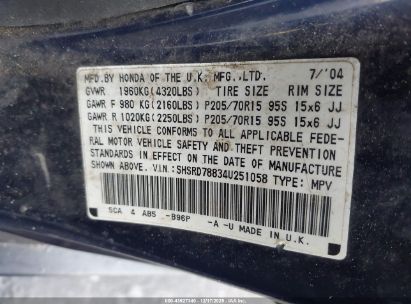 MFD.BY HONDA OF THE U.K. MFG.,LTD. 7/'04
GVWR 1960KG(4320LBS) TIRE SIZE RIM SIZE
GAWR F 980 KG(2160LBS) P205/70R15 95S 15x6 JJ
GAWR R 1020KG(2250LBS) P205/70R15 95S 15x6 JJ
THIS VEHICLE CONFORMS TO ALL APPLICABLE FEDE-
RAL MOTOR VEHICLE SAFETY AND THEFT PREVENTION
STANDARDS IN EFFECT ON THE DATE OF MANUFACTURE
SHOWN ABOVE. V.I.N.:SHSRD78834U251058 TYPE: MPV
SCA 4 ABS -B96P -A -U MADE IN U.K.